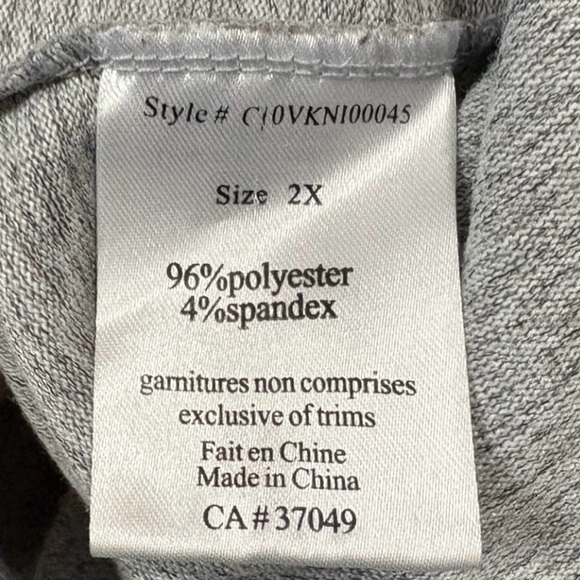 Style # C10VKNI00045
Size 2X
96%polyester
4%spandex
garnitures non comprises
exclusive of trims
Fait en Chine
Made in China
CA # 37049